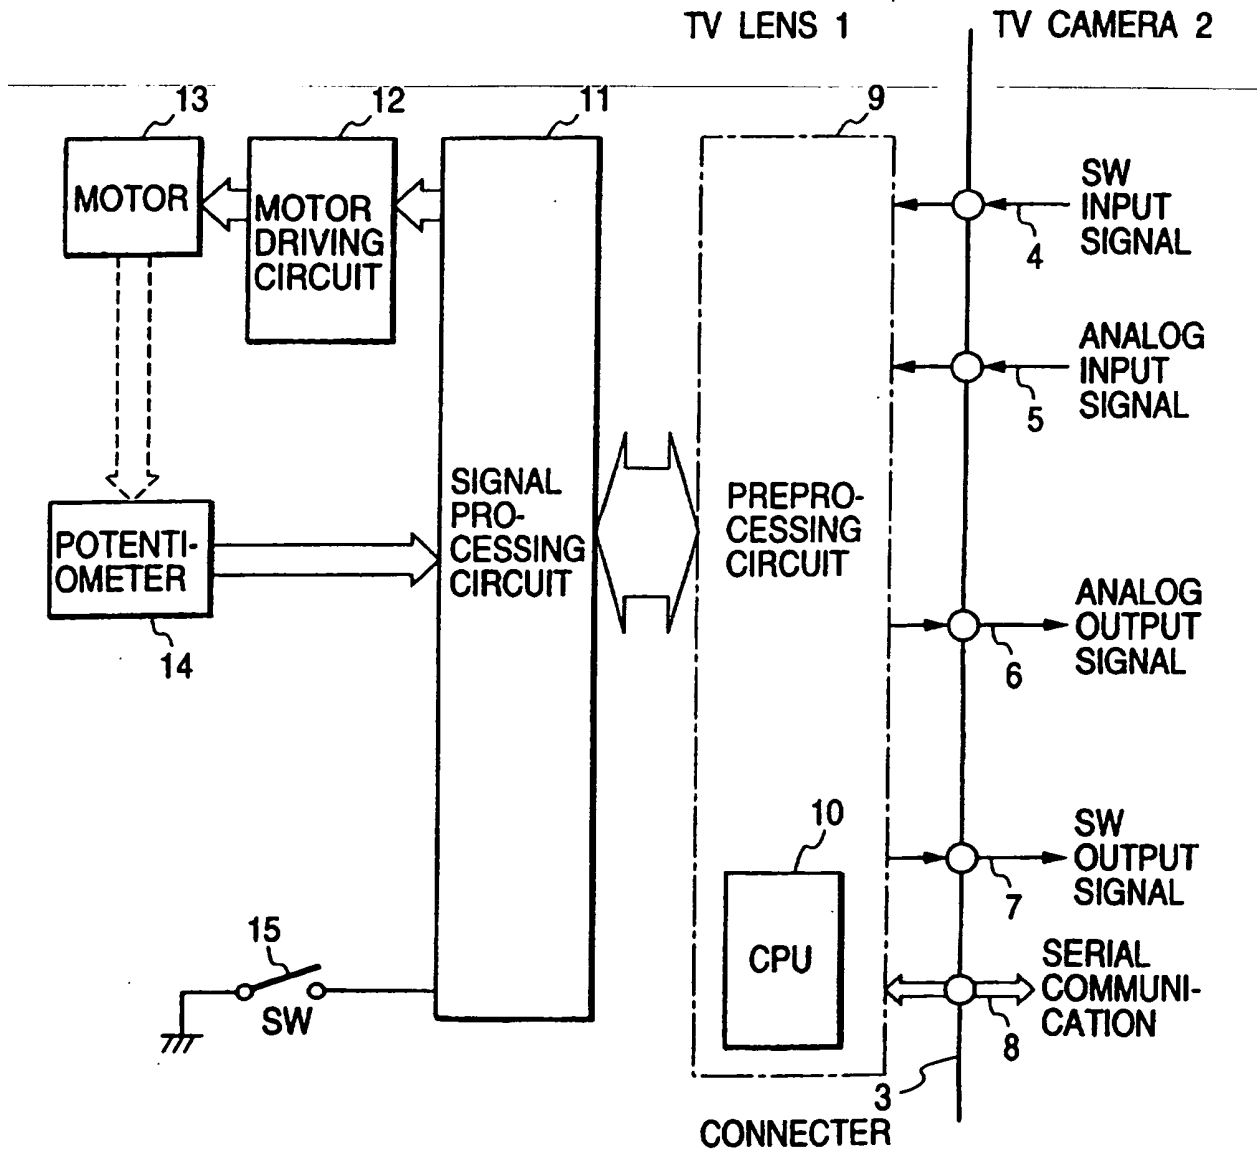 TV LENS 1
TV CAMERA 2
13
12
11
9
MOTOR
MOTOR
DRIVING
CIRCUIT
SW
INPUT
SIGNAL
4
ANALOG
INPUT
SIGNAL
5
SIGNAL
PRO-
CESSING
CIRCUIT
PREPRO-
CESSING
CIRCUIT
POTENTI-
OMETER
14
ANALOG
OUTPUT
SIGNAL
6
10
CPU
SW
OUTPUT
SIGNAL
7
15
SW
SERIAL
COMMUNI-
CATION
8
3
CONNECTER